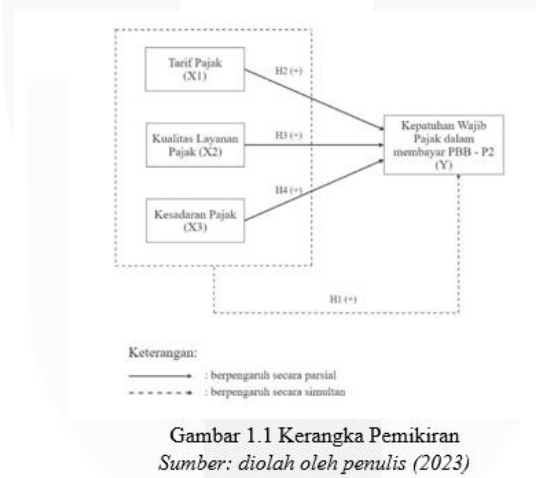 Tarif Pajak
(X1)
H2 (+)
Kualitas Layanan
Pajak (X2)
H3 (+)
Kepatuhan Wajib
Pajak dalam
membayar PBB - P2
(Y)
H4 (+)
Kesadaran Pajak
(X3)
H1 (+)
Keterangan:
: berpengaruh secara parsial
: berpengaruh secara simultan
Gambar 1.1 Kerangka Pemikiran
Sumber: diolah oleh penulis (2023)